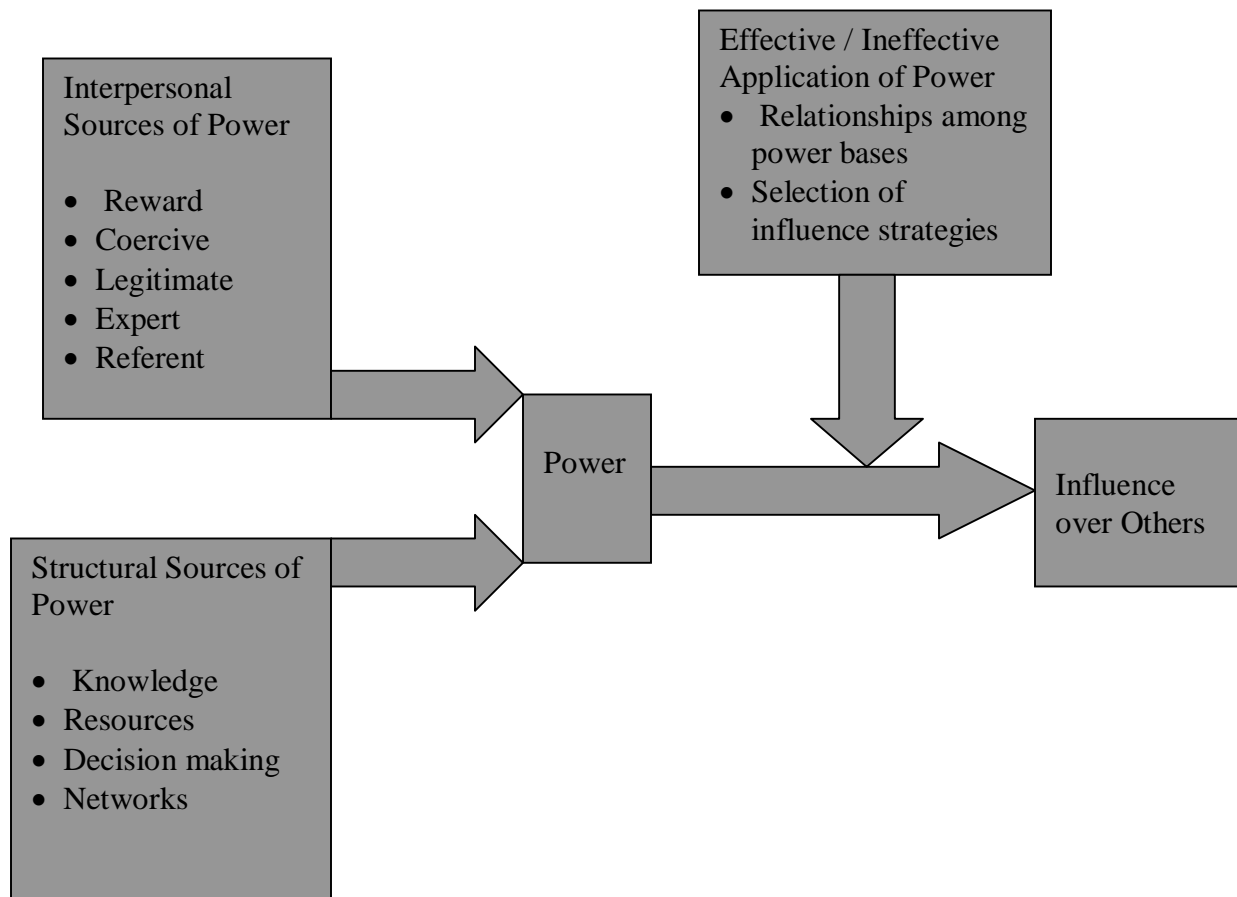 Interpersonal
Sources of Power
• Reward
• Coercive
• Legitimate
• Expert
• Referent
Effective / Ineffective
Application of Power
• Relationships among
power bases
• Selection of
influence strategies
Power
Influence
over Others
Structural Sources of
Power
• Knowledge
• Resources
• Decision making
• Networks